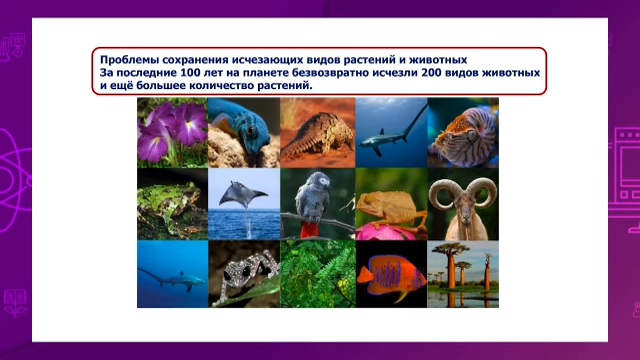 Проблемы сохранения исчезающих видов растений и животных
За последние 100 лет на планете безвозвратно исчезли 200 видов животных
и ещё большее количество растений.